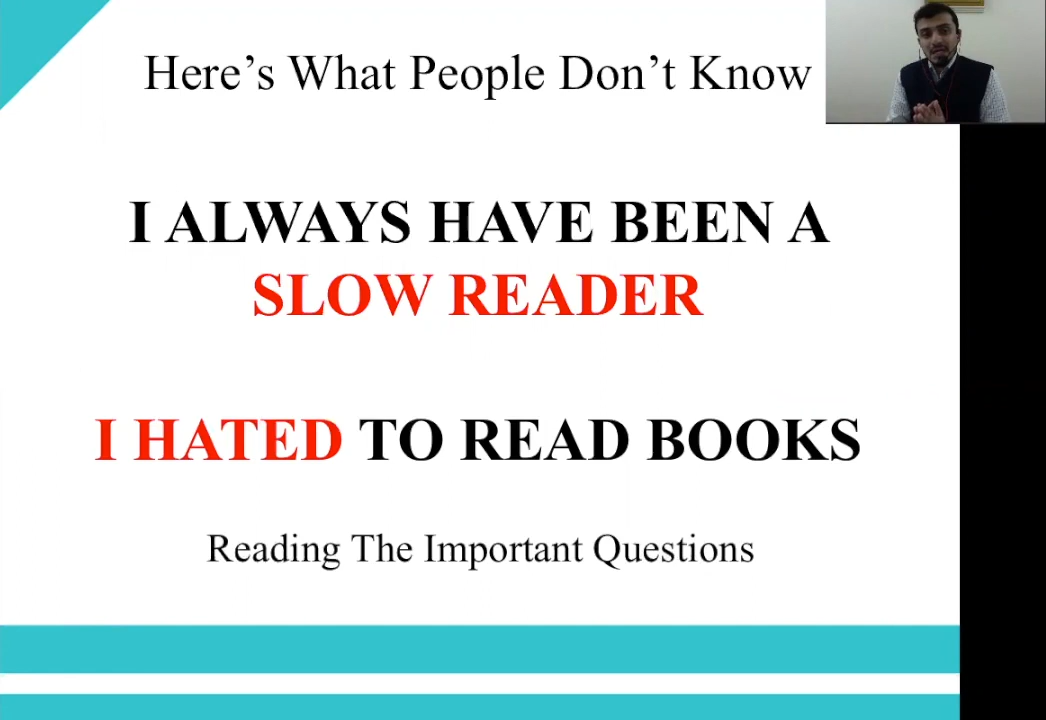 Here’s What People Don’t Know
I ALWAYS HAVE BEEN A
SLOW READER
I HATED TO READ BOOKS
Reading The Important Questions